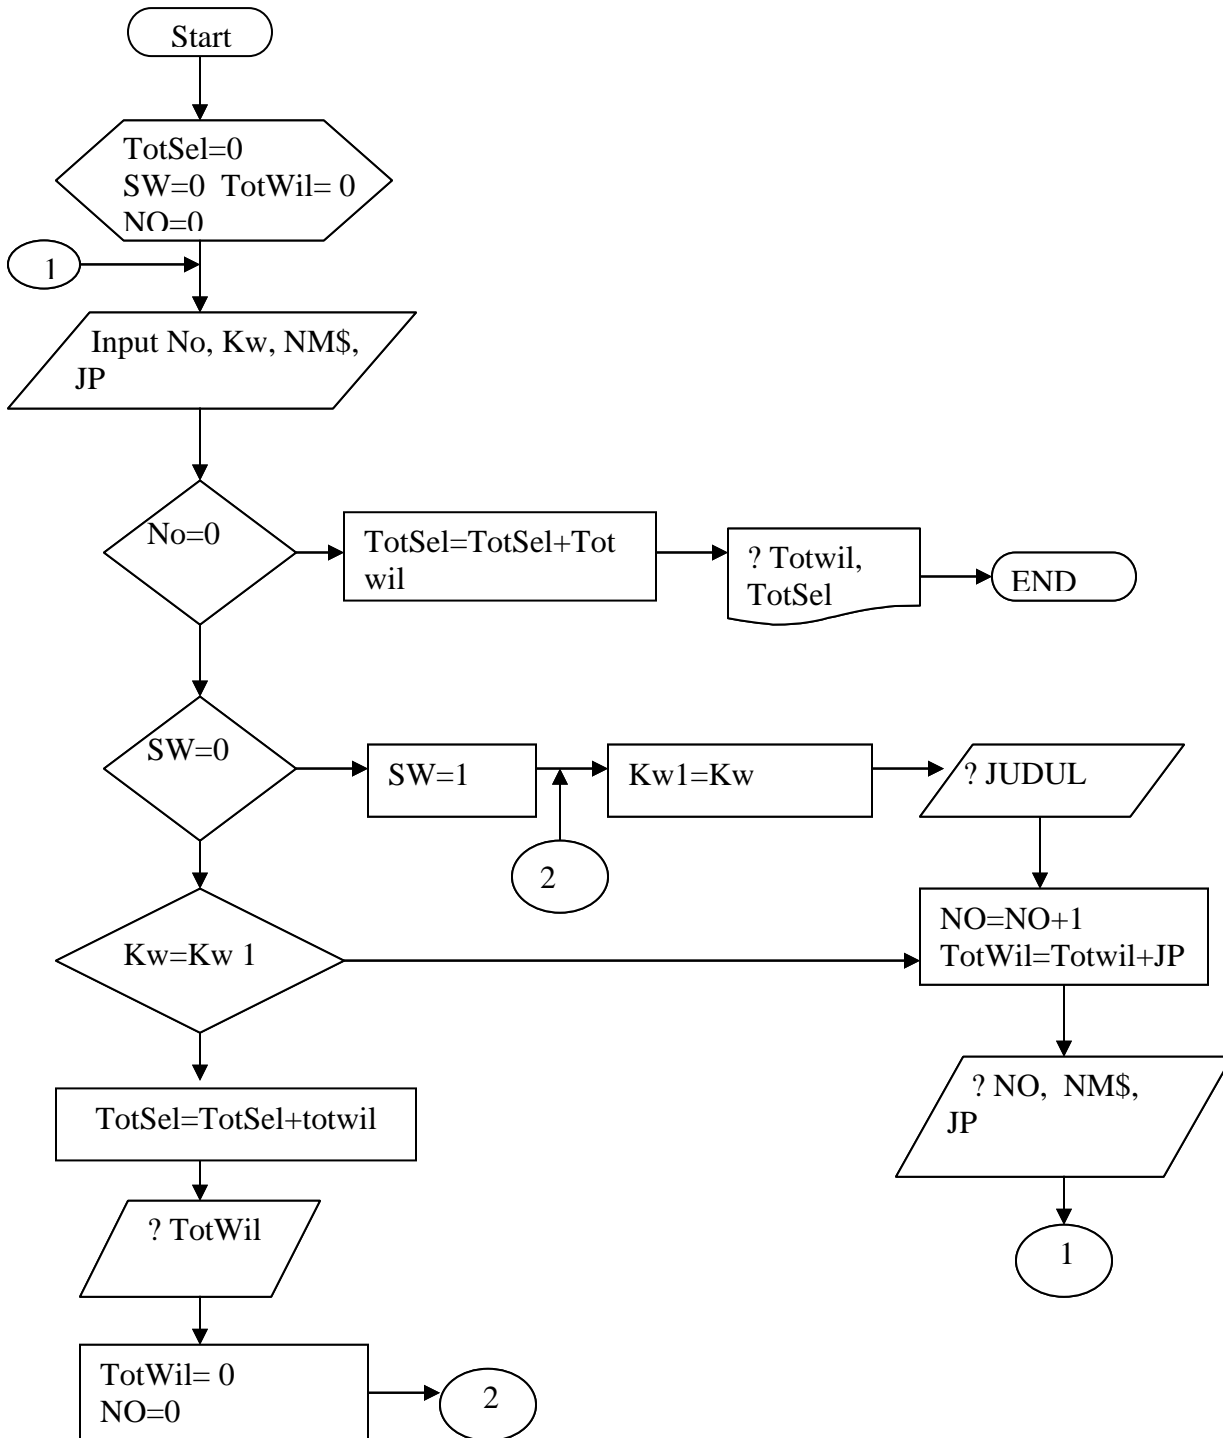 Start
TotSel=0
SW=0 TotWil= 0
NO=0
1
Input No, Kw, NM$,
JP
No=0
TotSel=TotSel+Tot
wil
? Totwil,
TotSel
END
SW=0
SW=1
Kw1=Kw
? JUDUL
2
Kw=Kw 1
NO=NO+1
TotWil=Totwil+JP
TotSel=TotSel+totwil
? NO, NM$,
JP
? TotWil
1
TotWil= 0
NO=0
2